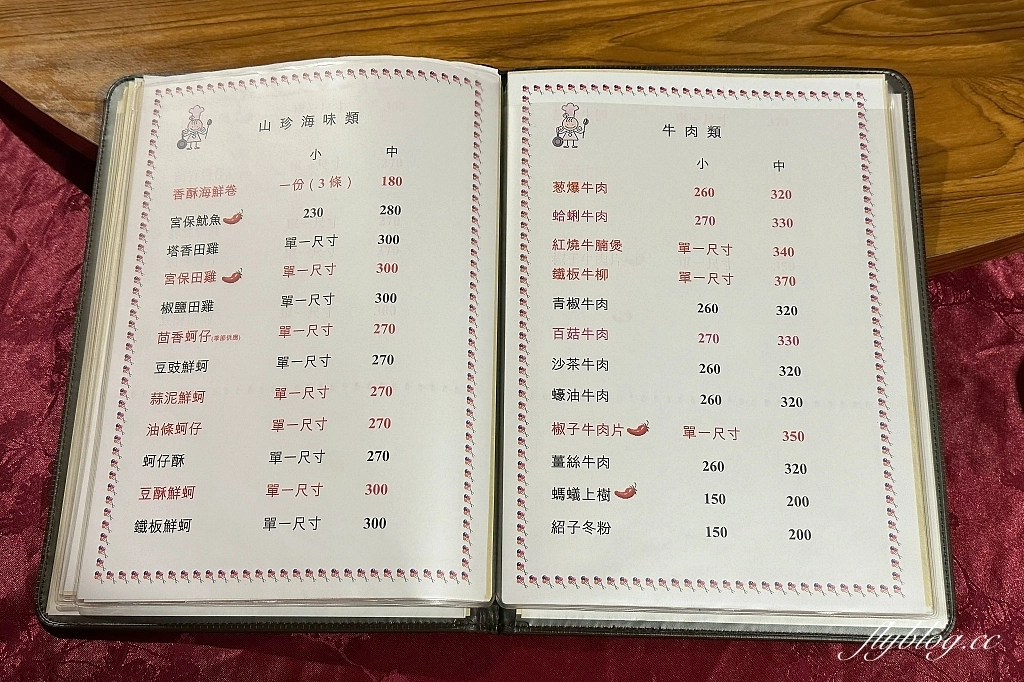 山珍海味類
小 中
香酥海鮮卷 一份(3條) 180
宮保魷魚 230 280
塔香田雞 單一尺寸 300
宮保田雞 單一尺寸 300
椒鹽田雞 單一尺寸 300
茴香蚵仔(季節供應) 單一尺寸 270
豆豉鮮蚵 單一尺寸 270
蒜泥鮮蚵 單一尺寸 270
油條蚵仔 單一尺寸 270
蚵仔酥 單一尺寸 270
豆酥鮮蚵 單一尺寸 300
鐵板鮮蚵 單一尺寸 300
牛肉類
小 中
葱爆牛肉 260 320
蛤蜊牛肉 270 330
紅燒牛腩煲 單一尺寸 340
鐵板牛柳 單一尺寸 370
青椒牛肉 260 320
百菇牛肉 270 330
沙茶牛肉 260 320
蠔油牛肉 260 320
椒子牛肉片 單一尺寸 350
薑絲牛肉 260 320
螞蟻上樹 150 200
紹子冬粉 150 200
flyblog.cc